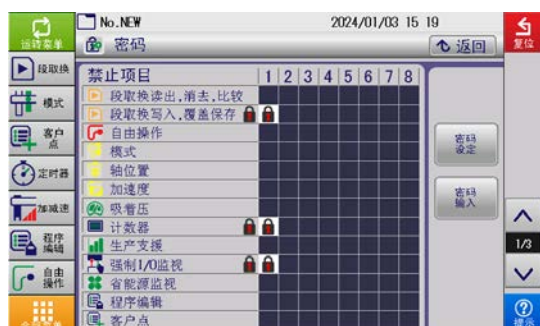 No.NEW 2024/01/03 15 19
运转菜单
密码
返回
复位
段取换
模式
客户点
定时器
加减速
程序编辑
自由操作
禁止项目 1 2 3 4 5 6 7 8
段取换读出,消去,比较
段取换写入,覆盖保存
自由操作
模式
轴位置
加速度
吸着压
计数器
生产支援
强制I/O监视
省能源监视
程序编辑
客户点
密码设定
密码输入
1/3
提示